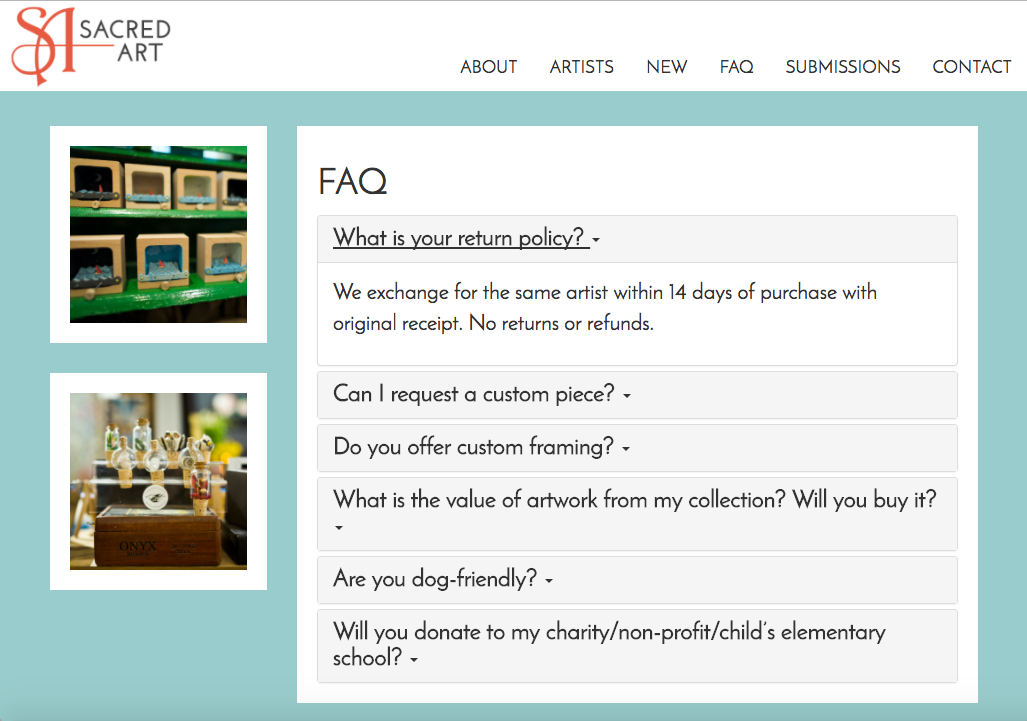 SA SACRED
ART
ABOUT ARTISTS NEW FAQ SUBMISSIONS CONTACT
FAQ
What is your return policy?
We exchange for the same artist within 14 days of purchase with
original receipt. No returns or refunds.
Can I request a custom piece?
Do you offer custom framing?
What is the value of artwork from my collection? Will you buy it?
Are you dog-friendly?
Will you donate to my charity/non-profit/child’s elementary
school?
ONYX